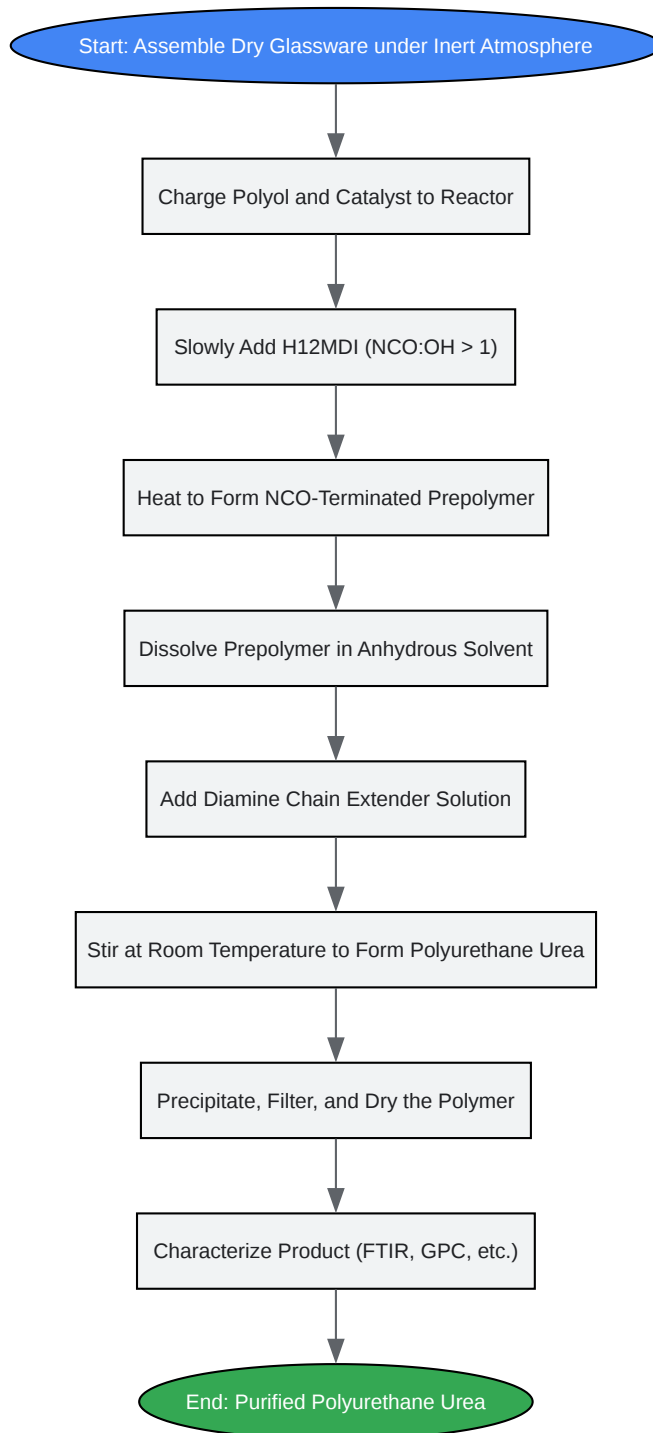 Start: Assemble Dry Glassware under Inert Atmosphere
Charge Polyol and Catalyst to Reactor
Slowly Add H12MDI (NCO:OH > 1)
Heat to Form NCO-Terminated Prepolymer
Dissolve Prepolymer in Anhydrous Solvent
Add Diamine Chain Extender Solution
Stir at Room Temperature to Form Polyurethane Urea
Precipitate, Filter, and Dry the Polymer
Characterize Product (FTIR, GPC, etc.)
End: Purified Polyurethane Urea